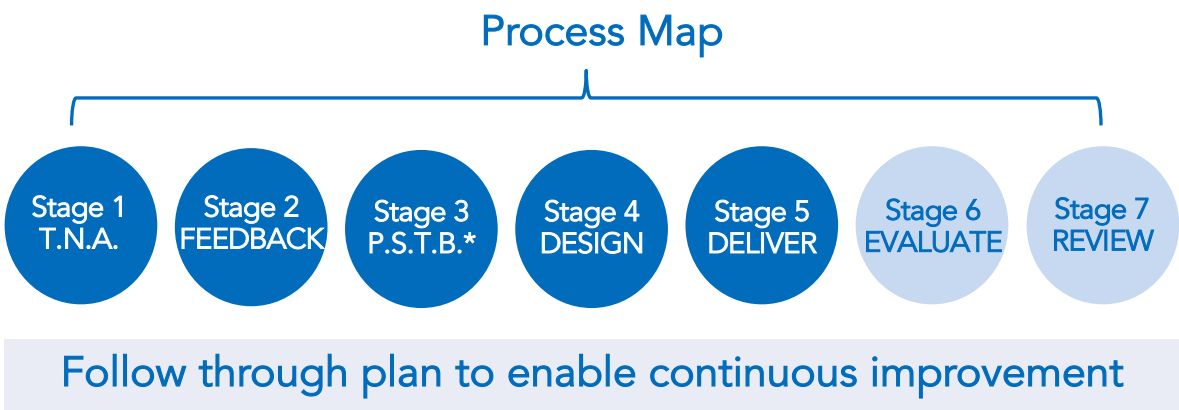 Process Map
Stage 1
T.N.A.
Stage 2
FEEDBACK
Stage 3
P.S.T.B.*
Stage 4
DESIGN
Stage 5
DELIVER
Stage 6
EVALUATE
Stage 7
REVIEW
Follow through plan to enable continuous improvement